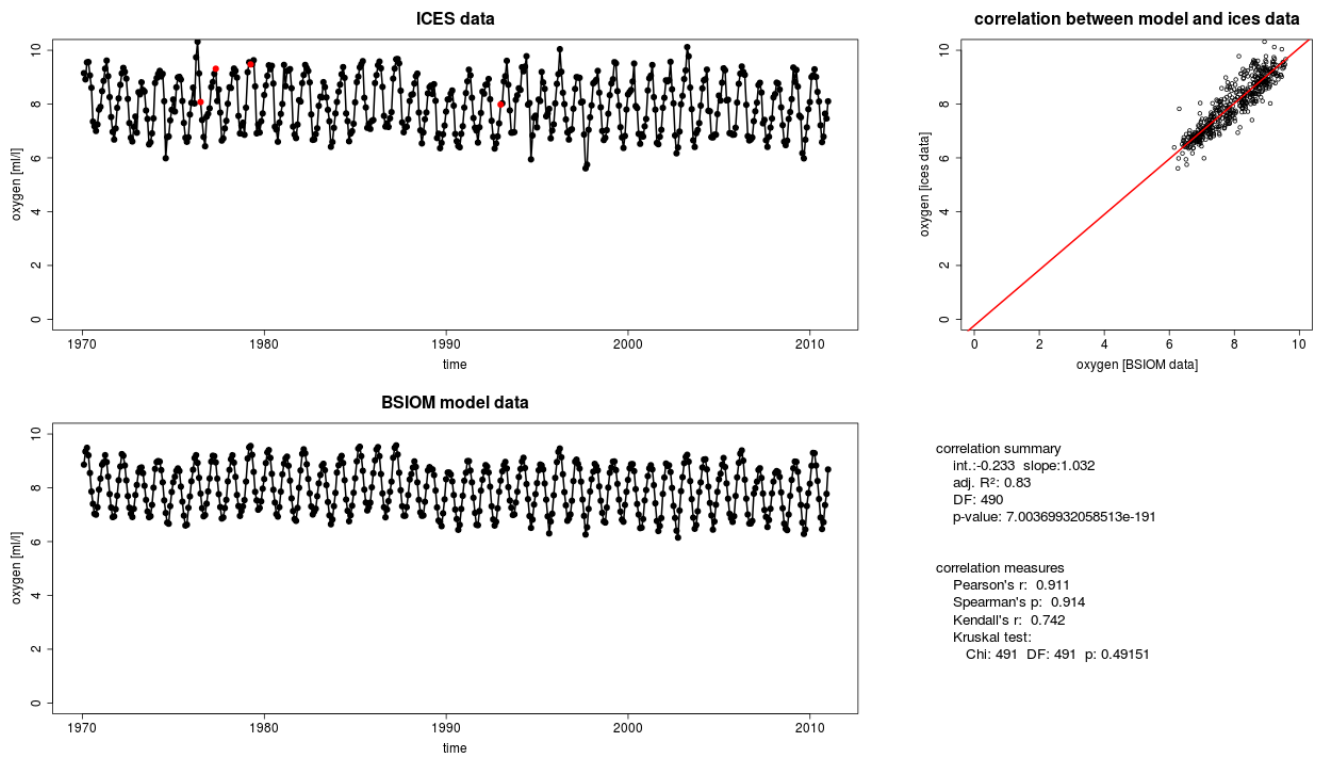 ICES data
oxygen [ml/l]
10
8
6
4
2
0
1970 1980 1990 2000 2010
time
correlation between model and ices data
oxygen [ices data]
10
8
6
4
2
0
0 2 4 6 8 10
oxygen [BSIOM data]
BSIOM model data
oxygen [ml/l]
10
8
6
4
2
0
1970 1980 1990 2000 2010
time
correlation summary
int.:-0.233 slope:1.032
adj. R²: 0.83
DF: 490
p-value: 7.00369932058513e-191
correlation measures
Pearson's r: 0.911
Spearman's p: 0.914
Kendall's r: 0.742
Kruskal test:
Chi: 491 DF: 491 p: 0.49151